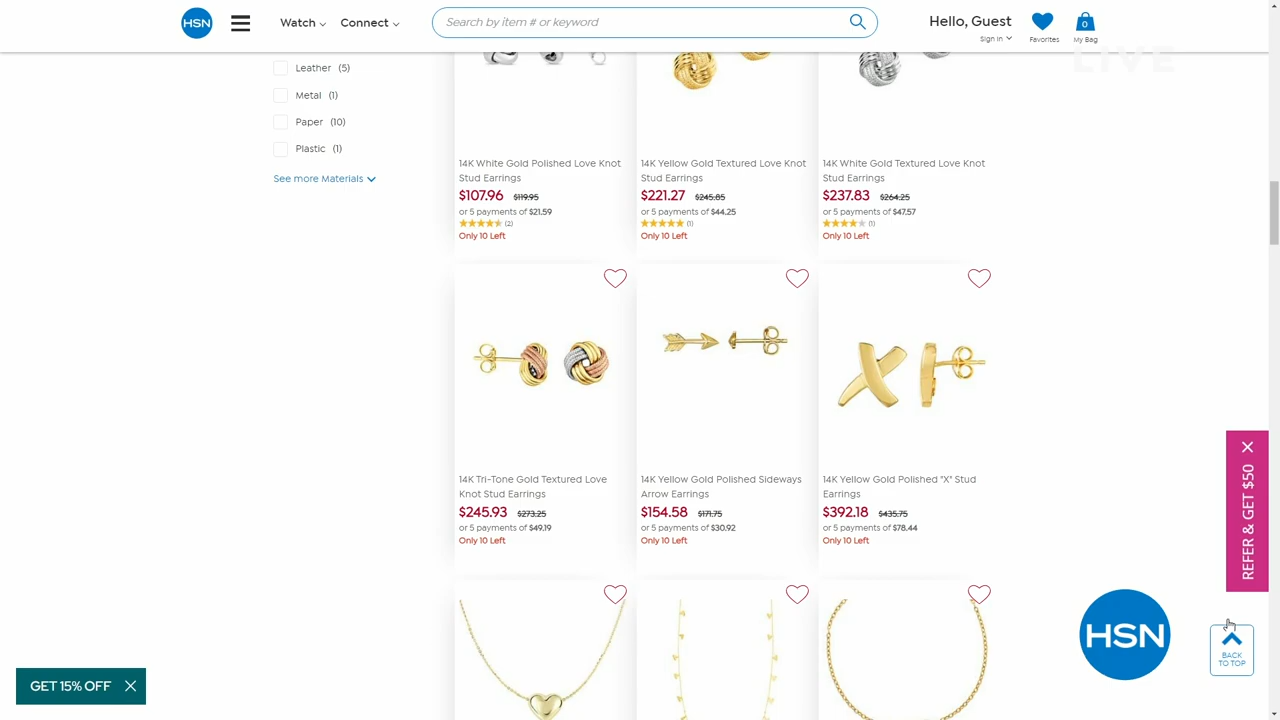 HSN
Watch
Connect
Search by item # or keyword
Hello, Guest
Sign In
Favorites
0
My Bag
LIVE
Leather (5)
Metal (1)
Paper (10)
Plastic (1)
See more Materials
14K White Gold Polished Love Knot
Stud Earrings
$107.96 $119.95
or 5 payments of $21.59
(2)
Only 10 Left
14K Yellow Gold Textured Love Knot
Stud Earrings
$221.27 $245.85
or 5 payments of $44.25
(1)
Only 10 Left
14K White Gold Textured Love Knot
Stud Earrings
$237.83 $264.25
or 5 payments of $47.57
(1)
Only 10 Left
14K Tri-Tone Gold Textured Love
Knot Stud Earrings
$245.93 $273.25
or 5 payments of $49.19
Only 10 Left
14K Yellow Gold Polished Sideways
Arrow Earrings
$154.58 $171.75
or 5 payments of $30.92
Only 10 Left
14K Yellow Gold Polished "X" Stud
Earrings
$392.18 $435.75
or 5 payments of $78.44
Only 10 Left
REFER & GET $50
HSN
BACK
TO TOP
GET 15% OFF